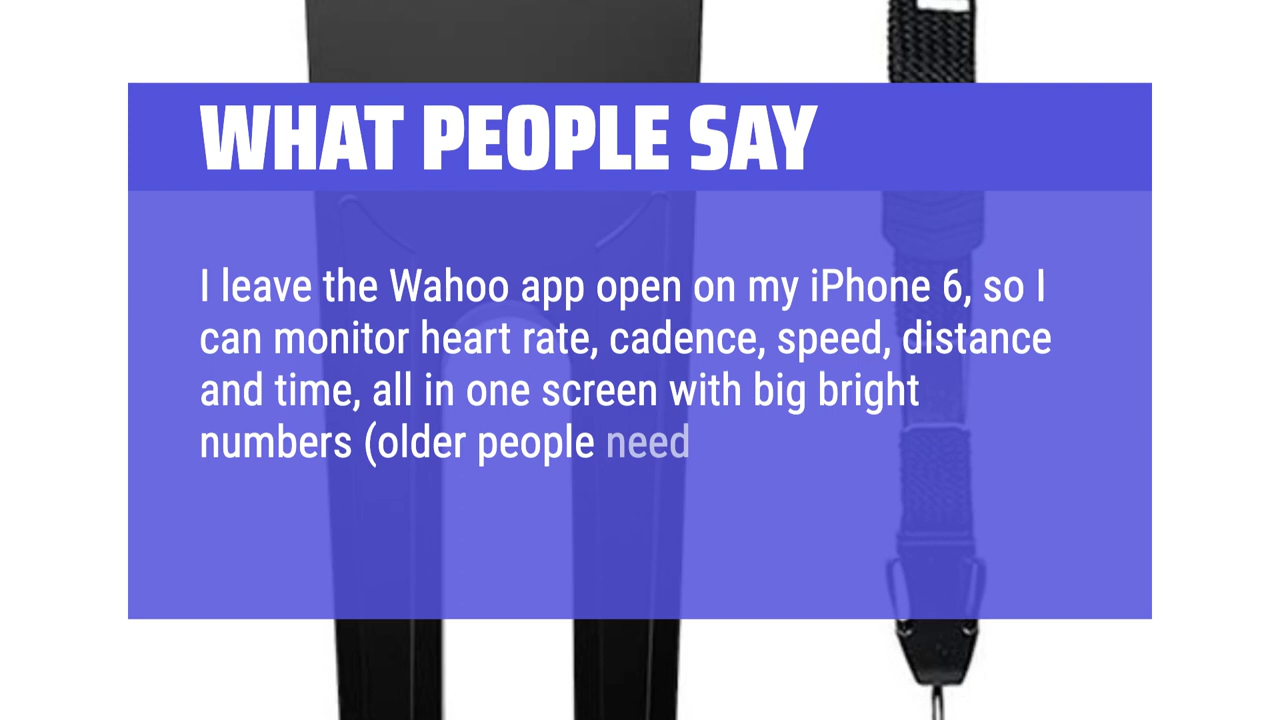 WHAT PEOPLE SAY
I leave the Wahoo app open on my iPhone 6, so I
can monitor heart rate, cadence, speed, distance
and time, all in one screen with big bright
numbers (older people need